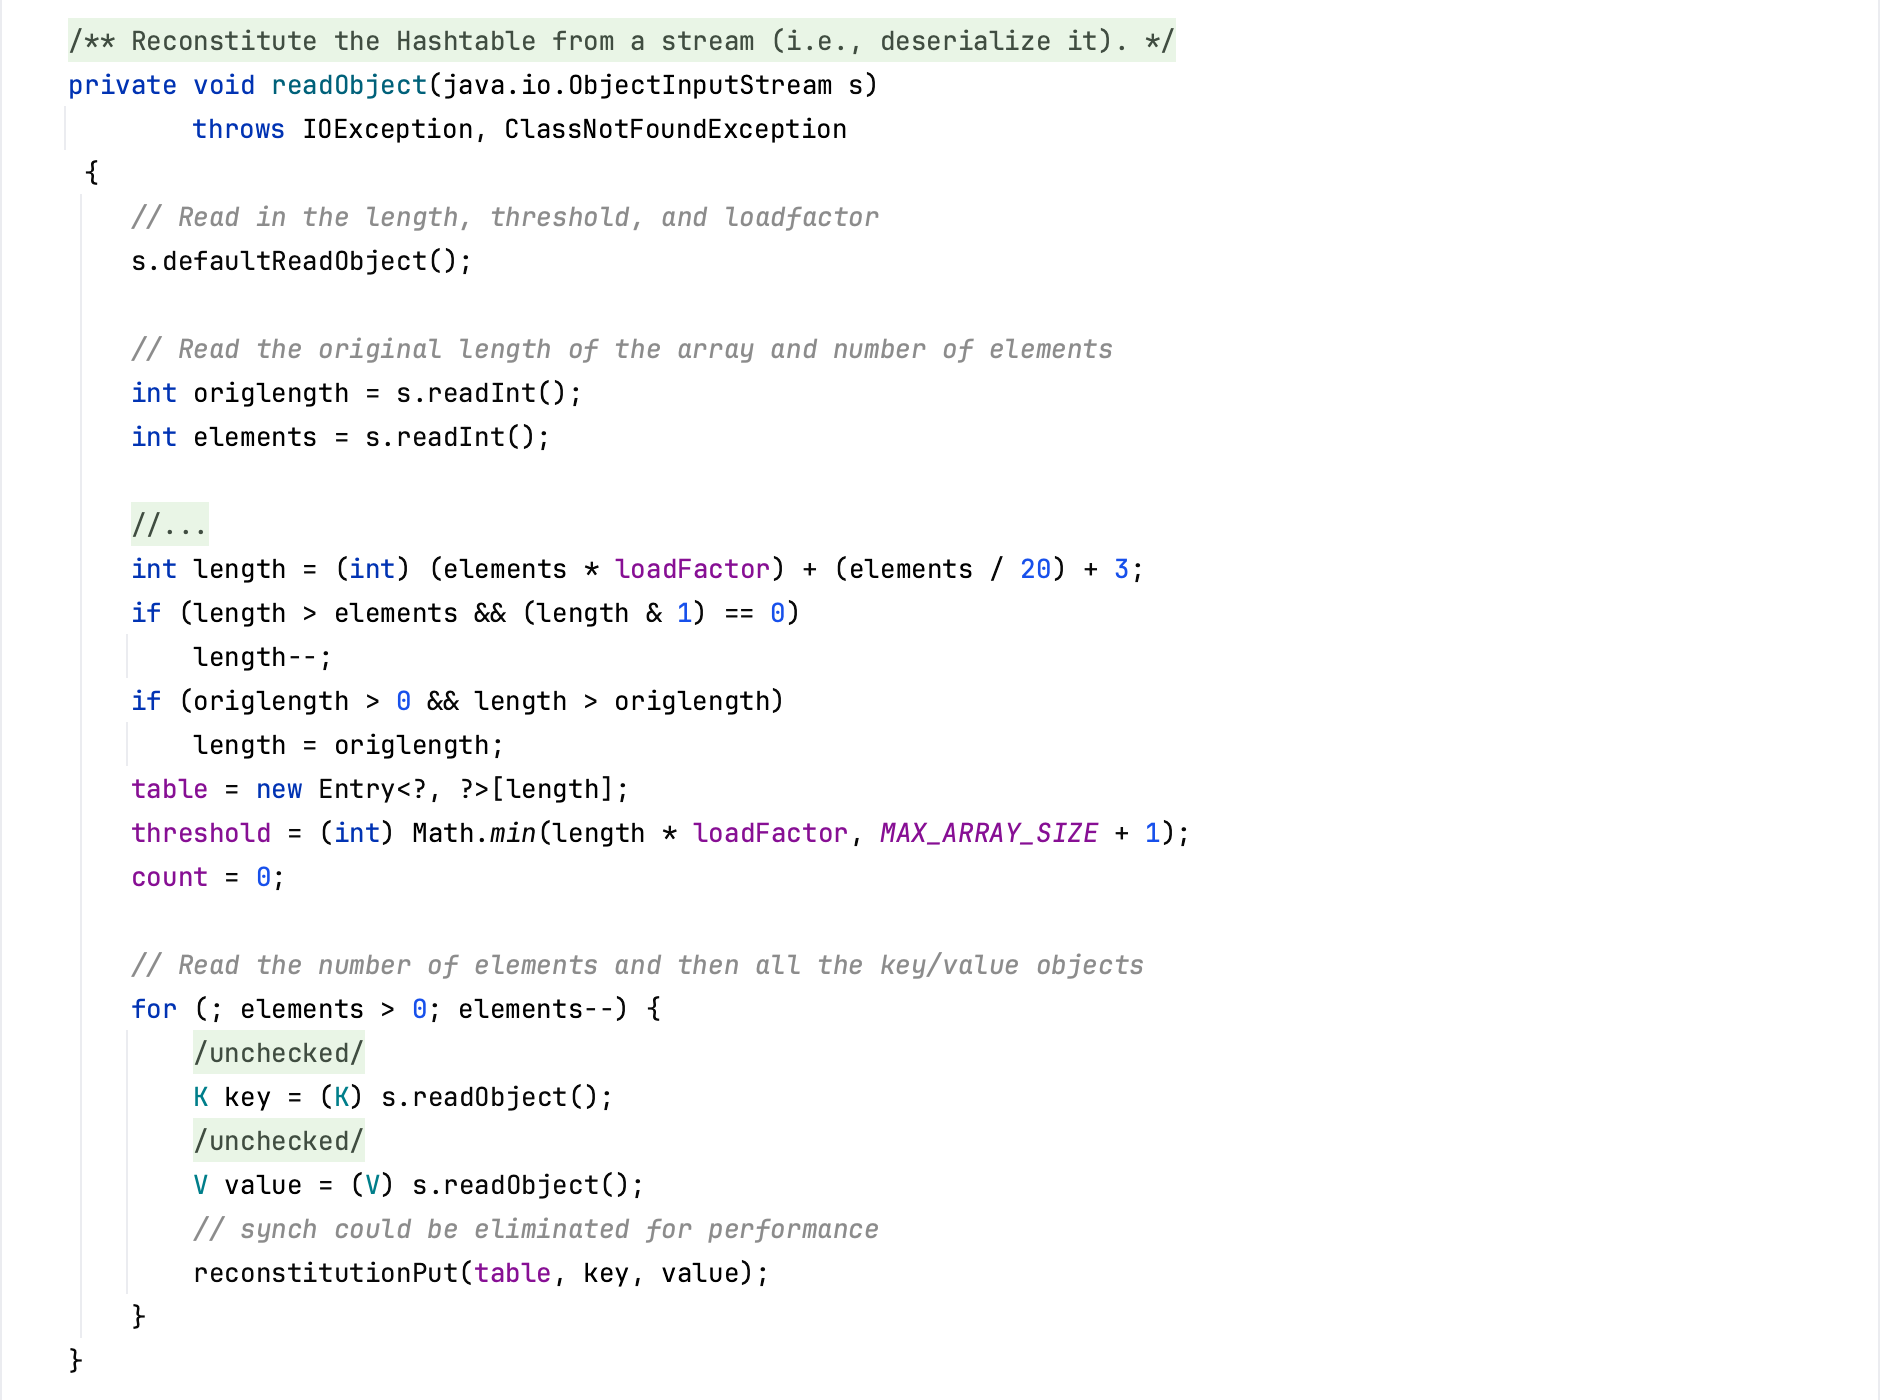 /** Reconstitute the Hashtable from a stream (i.e., deserialize it). */
private void readObject(java.io.ObjectInputStream s)
throws IOException, ClassNotFoundException
{
// Read in the length, threshold, and loadfactor
s.defaultReadObject();
// Read the original length of the array and number of elements
int origlength = s.readInt();
int elements = s.readInt();
//...
int length = (int) (elements * loadFactor) + (elements / 20) + 3;
if (length > elements && (length & 1) == 0)
length--;
if (origlength > 0 && length > origlength)
length = origlength;
table = new Entry<?, ?>[length];
threshold = (int) Math.min(length * loadFactor, MAX_ARRAY_SIZE + 1);
count = 0;
// Read the number of elements and then all the key/value objects
for (; elements > 0; elements--) {
/unchecked/
K key = (K) s.readObject();
/unchecked/
V value = (V) s.readObject();
// synch could be eliminated for performance
reconstitutionPut(table, key, value);
}
}